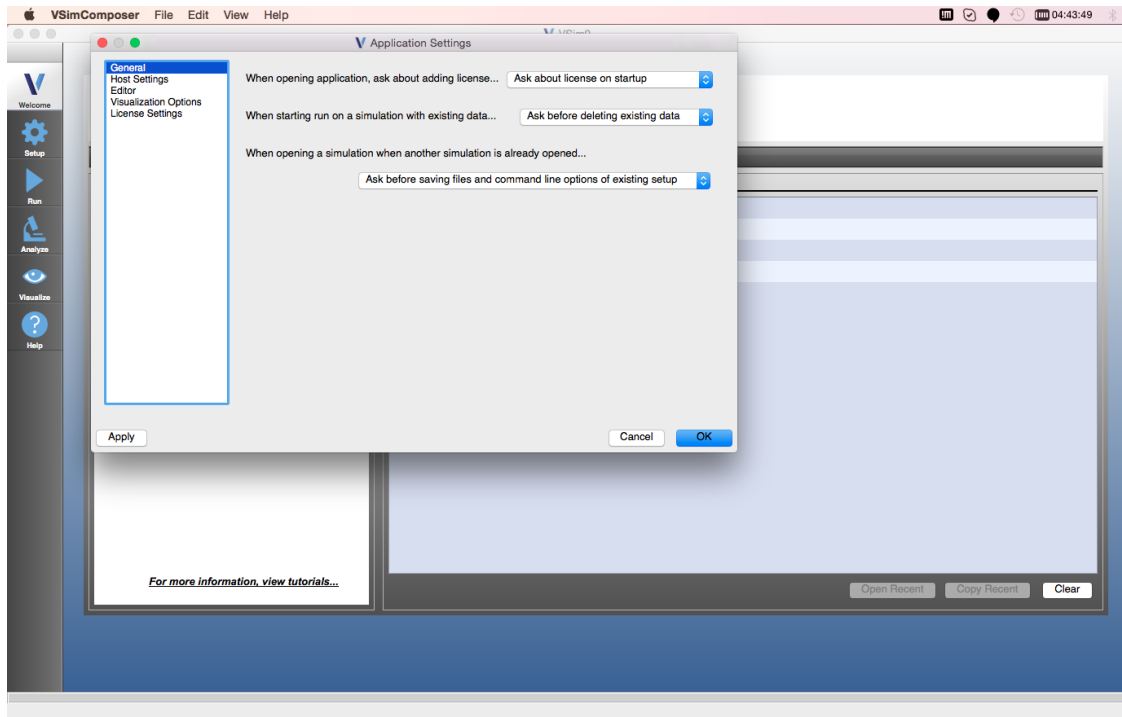 VSimComposer File Edit View Help 04:43:49
Application Settings
General
Host Settings
Editor
Visualization Options
License Settings
When opening application, ask about adding license... Ask about license on startup
When starting run on a simulation with existing data... Ask before deleting existing data
When opening a simulation when another simulation is already opened...
Ask before saving files and command line options of existing setup
Apply Cancel OK
Welcome
Setup
Run
Analyze
Visualize
Help
For more information, view tutorials...
Open Recent Copy Recent Clear